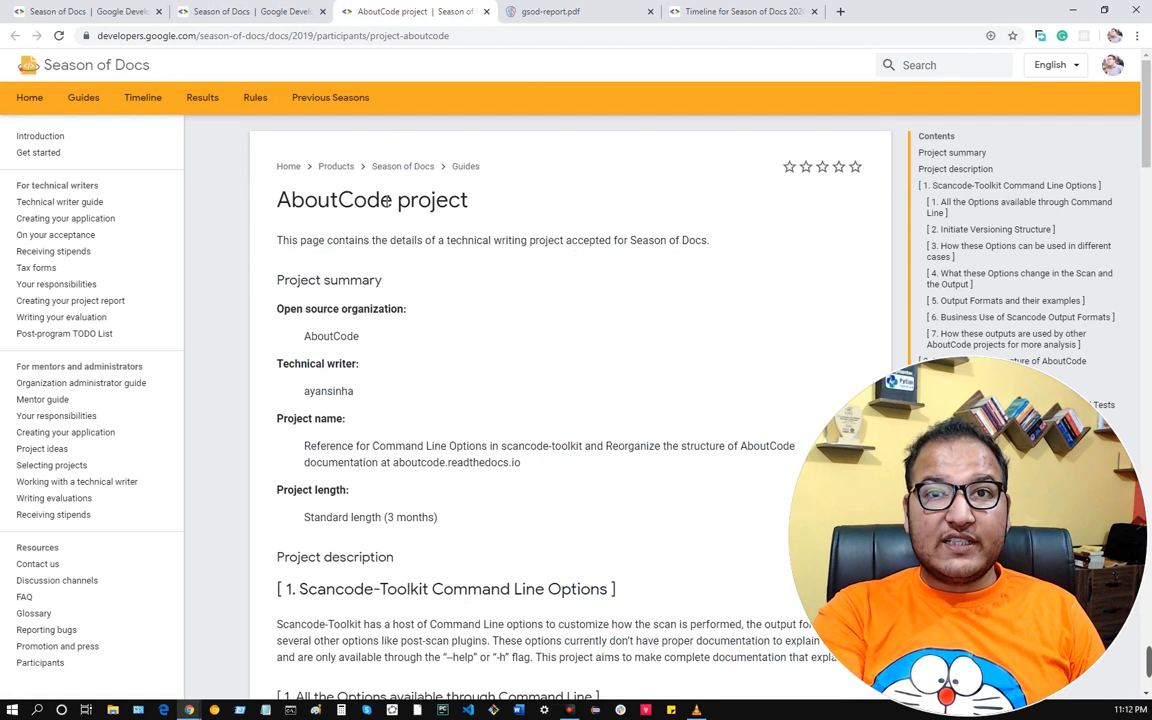 Season of Docs | Google Devel
Season of Docs | Google Devel
AboutCode project | Season of
gsod-report.pdf
Timeline for Season of Docs 2020
developers.google.com/season-of-docs/docs/2019/participants/project-aboutcode
Season of Docs
Search
English
Home
Guides
Timeline
Results
Rules
Previous Seasons
Introduction
Get started
For technical writers
Technical writer guide
Creating your application
On your acceptance
Receiving stipends
Tax forms
Your responsibilities
Creating your project report
Writing your evaluation
Post-program TODO List
For mentors and administrators
Organization administrator guide
Mentor guide
Your responsibilities
Creating your application
Project ideas
Selecting projects
Working with a technical writer
Writing evaluations
Receiving stipends
Resources
Contact us
Discussion channels
FAQ
Glossary
Reporting bugs
Promotion and press
Participants
Home > Products > Season of Docs > Guides
AboutCode project
This page contains the details of a technical writing project accepted for Season of Docs.
Project summary
Open source organization:
AboutCode
Technical writer:
ayansinha
Project name:
Reference for Command Line Options in scancode-toolkit and Reorganize the structure of AboutCode
documentation at aboutcode.readthedocs.io
Project length:
Standard length (3 months)
Project description
[ 1. Scancode-Toolkit Command Line Options ]
Scancode-Toolkit has a host of Command Line options to customize how the scan is performed, the output for
several other options like post-scan plugins. These options currently don't have proper documentation to explain
and are only available through the "--help" or "-h" flag. This project aims to make complete documentation that expla
[ 1. All the Options available through Command Line ]
Contents
Project summary
Project description
[ 1. Scancode-Toolkit Command Line Options ]
[ 1. All the Options available through Command
Line ]
[ 2. Initiate Versioning Structure ]
[ 3. How these Options can be used in different
cases ]
[ 4. What these Options change in the Scan and
the Output ]
[ 5. Output Formats and their examples ]
[ 6. Business Use of Scancode Output Formats ]
[ 7. How these outputs are used by other
AboutCode projects for more analysis ]
ture of AboutCode
Tests
11:12 PM